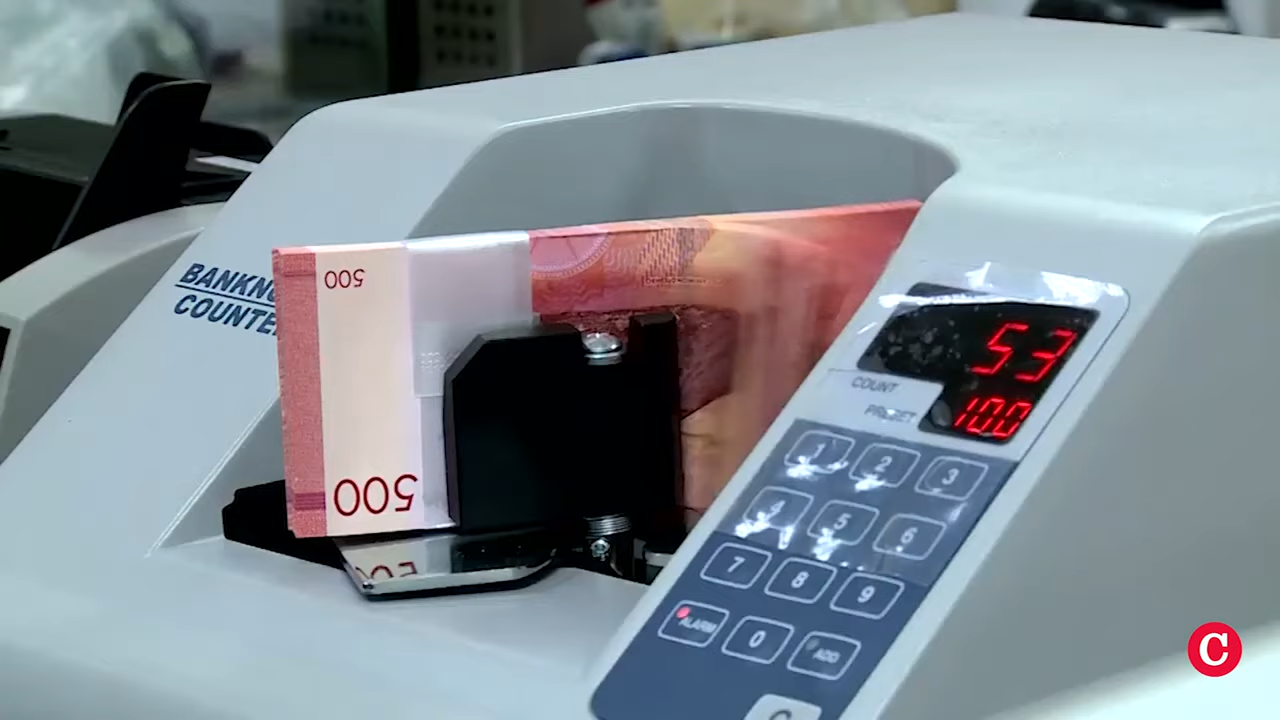 BANKN
COUNTE
500
500
53
COUNT
100
PRESET
1 2 3
4 5 6
7 8 9
ALARM 0 ADD
C
C